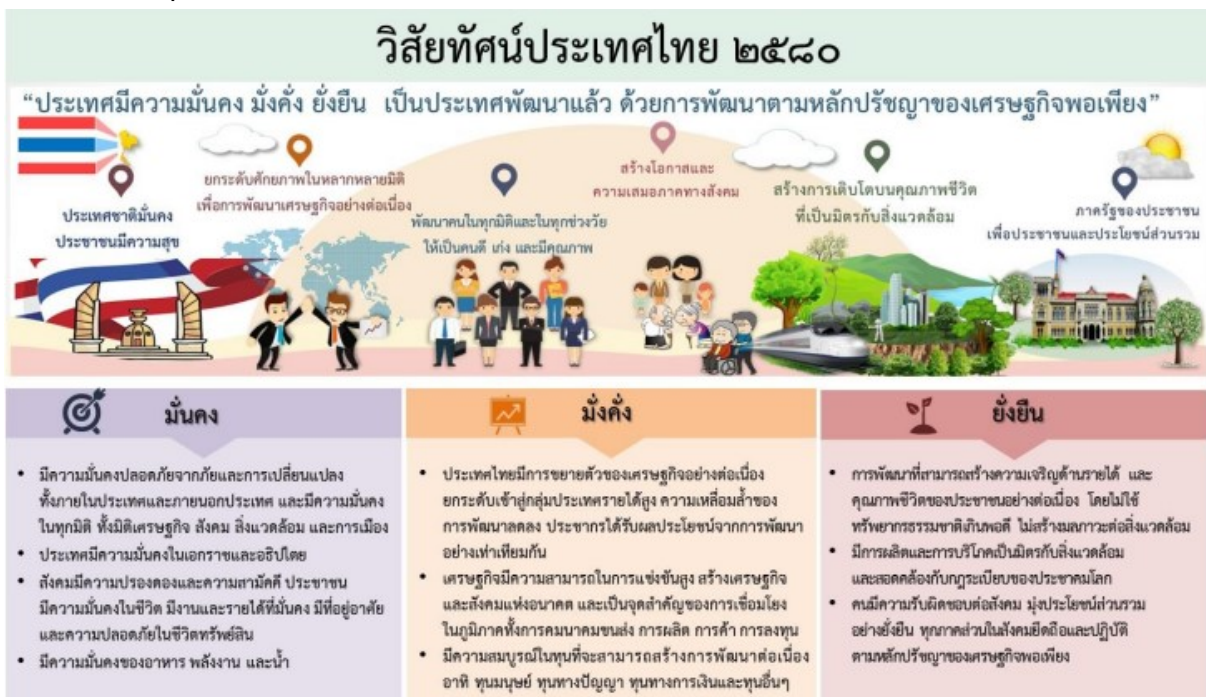 วิสัยทัศน์ประเทศไทย ๒๕๘๐
“ประเทศมีความมั่นคง มั่งคั่ง ยั่งยืน เป็นประเทศพัฒนาแล้ว ด้วยการพัฒนาตามหลักปรัชญาของเศรษฐกิจพอเพียง”
ประเทศชาติมั่นคง
ประชาชนมีความสุข
ยกระดับศักยภาพในหลากหลายมิติ
เพื่อการพัฒนาเศรษฐกิจอย่างต่อเนื่อง
พัฒนาคนในทุกมิติและในทุกช่วงวัย
ให้เป็นคนดี เก่ง และมีคุณภาพ
สร้างโอกาสและ
ความเสมอภาคทางสังคม
สร้างการเติบโตบนคุณภาพชีวิต
ที่เป็นมิตรกับสิ่งแวดล้อม
ภาครัฐของประชาชน
เพื่อประชาชนและประโยชน์ส่วนรวม
มั่นคง
• มีความมั่นคงปลอดภัยจากภัยและการเปลี่ยนแปลง
ทั้งภายในประเทศและภายนอกประเทศ และมีความมั่นคง
ในทุกมิติ ทั้งมิติเศรษฐกิจ สังคม สิ่งแวดล้อม และการเมือง
• ประเทศมีความมั่นคงในเอกราชและอธิปไตย
• สังคมมีความปรองดองและความสามัคคี ประชาชน
มีความมั่นคงในชีวิต มีงานและรายได้ที่มั่นคง มีที่อยู่อาศัย
และความปลอดภัยในชีวิตทรัพย์สิน
• มีความมั่นคงของอาหาร พลังงาน และน้ำ
มั่งคั่ง
• ประเทศไทยมีการขยายตัวของเศรษฐกิจอย่างต่อเนื่อง
ยกระดับเข้าสู่กลุ่มประเทศรายได้สูง ความเหลื่อมล้ำของ
การพัฒนาลดลง ประชากรได้รับผลประโยชน์จากการพัฒนา
อย่างเท่าเทียมกัน
• เศรษฐกิจมีความสามารถในการแข่งขันสูง สร้างเศรษฐกิจ
และสังคมแห่งอนาคต และเป็นจุดสำคัญของการเชื่อมโยง
ในภูมิภาคทั้งการคมนาคมขนส่ง การผลิต การค้า การลงทุน
• มีความสมบูรณ์ในทุนที่จะสามารถสร้างการพัฒนาต่อเนื่อง
อาทิ ทุนมนุษย์ ทุนทางปัญญา ทุนทางการเงินและทุนอื่นๆ
ยั่งยืน
• การพัฒนาที่สามารถสร้างความเจริญด้านรายได้ และ
คุณภาพชีวิตของประชาชนอย่างต่อเนื่อง โดยไม่ใช้
ทรัพยากรธรรมชาติเกินพอดี ไม่สร้างมลภาวะต่อสิ่งแวดล้อม
• มีการผลิตและการบริโภคเป็นมิตรกับสิ่งแวดล้อม
และสอดคล้องกับกฎระเบียบของประชาคมโลก
• คนมีความรับผิดชอบต่อสังคม มุ่งประโยชน์ส่วนรวม
อย่างยั่งยืน ทุกภาคส่วนในสังคมยึดถือและปฏิบัติ
ตามหลักปรัชญาของเศรษฐกิจพอเพียง